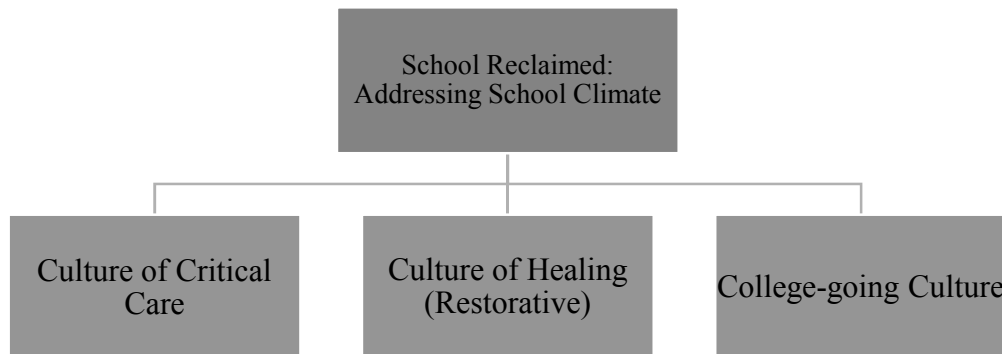 School Reclaimed:
Addressing School Climate
Culture of Critical
Care
Culture of Healing
(Restorative)
College-going Culture